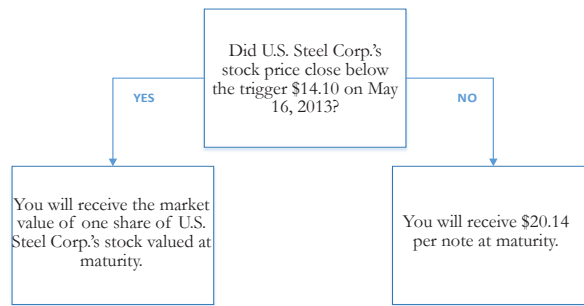 Did U.S. Steel Corp.'s
stock price close below
the trigger $14.10 on May
16, 2013?
YES
NO
You will receive the market
value of one share of U.S.
Steel Corp.'s stock valued at
maturity.
You will receive $20.14
per note at maturity.